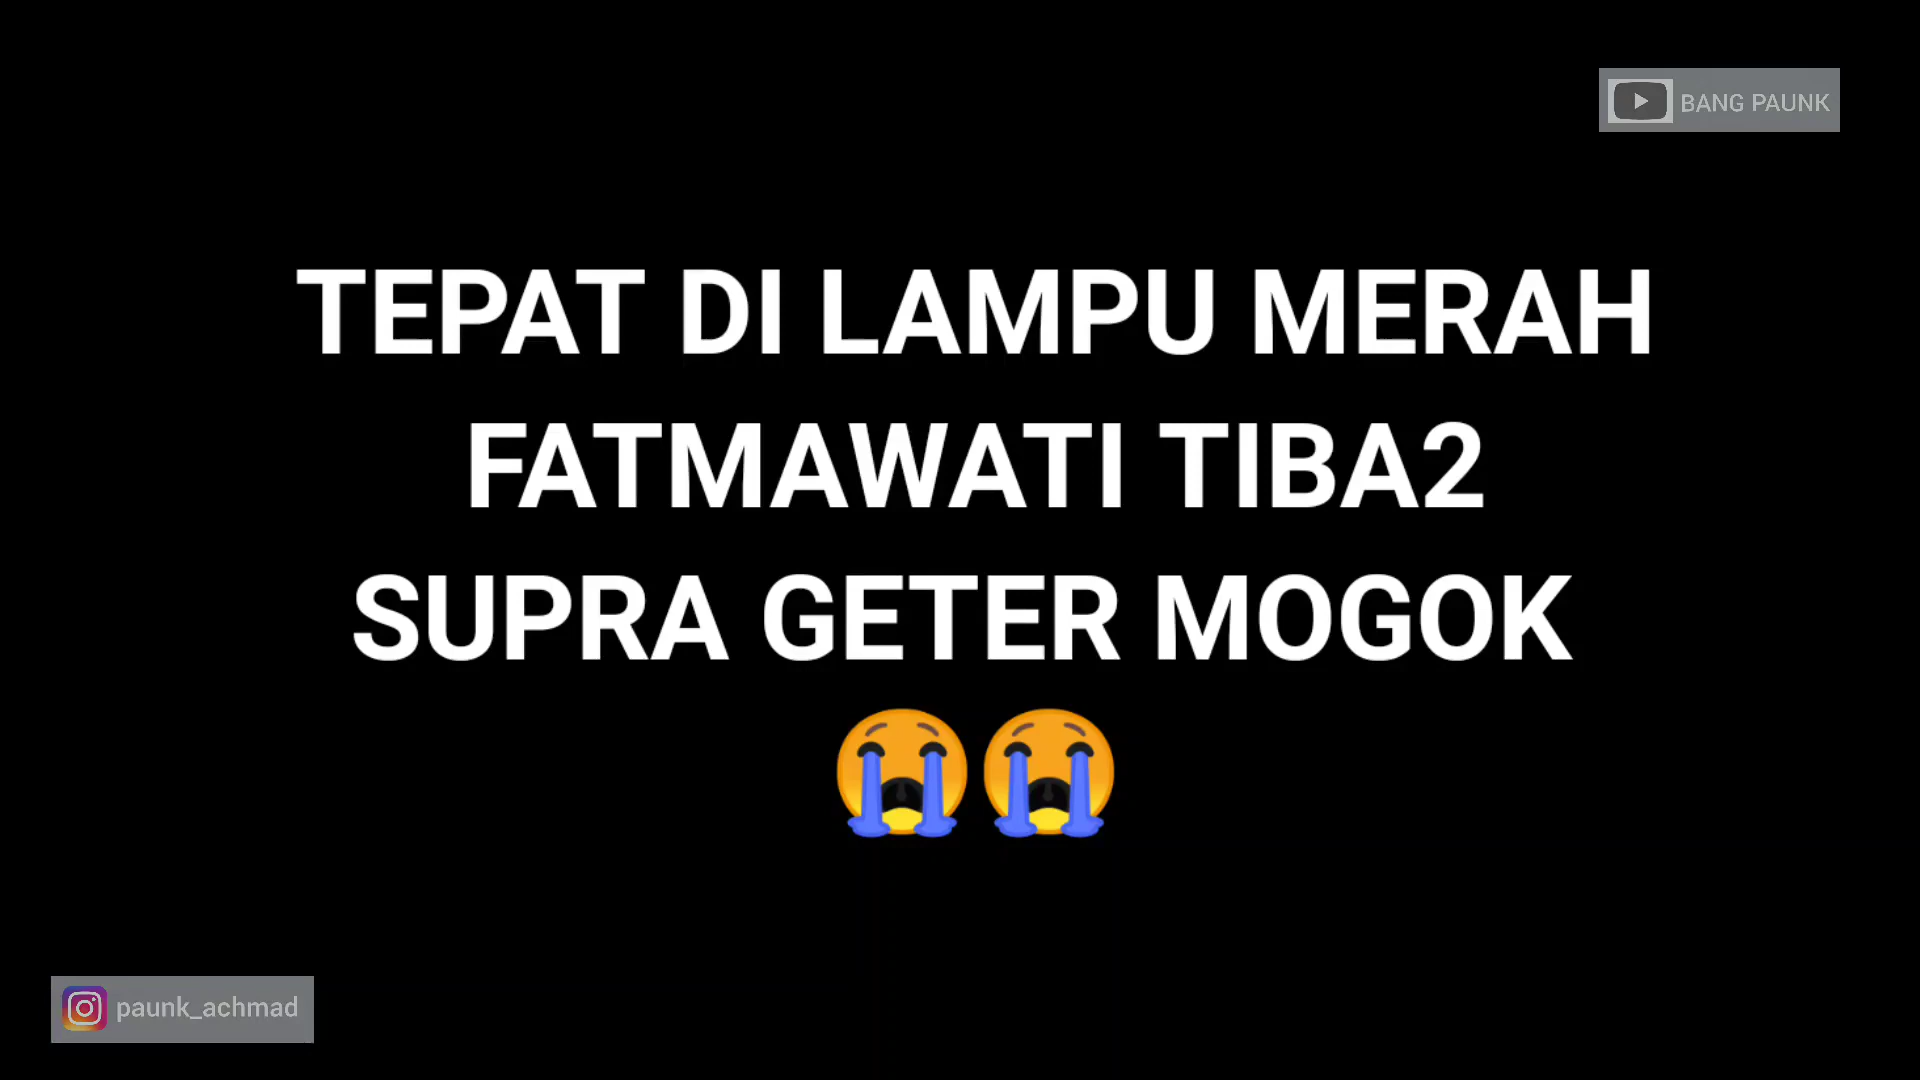 BANG PAUNK
TEPAT DI LAMPU MERAH
FATMAWATI TIBA2
SUPRA GETER MOGOK
😭😭
paunk_achmad